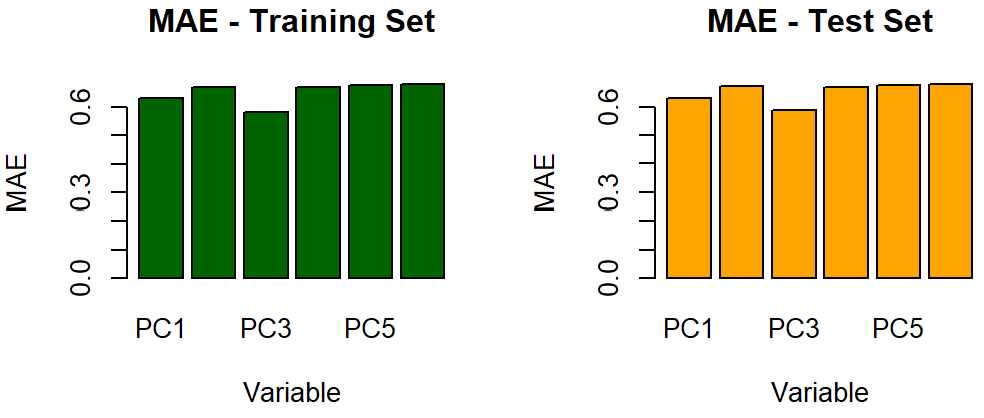 MAE - Training Set
MAE
0.6
0.3
0.0
PC1 PC3 PC5
Variable
MAE - Test Set
MAE
0.6
0.3
0.0
PC1 PC3 PC5
Variable